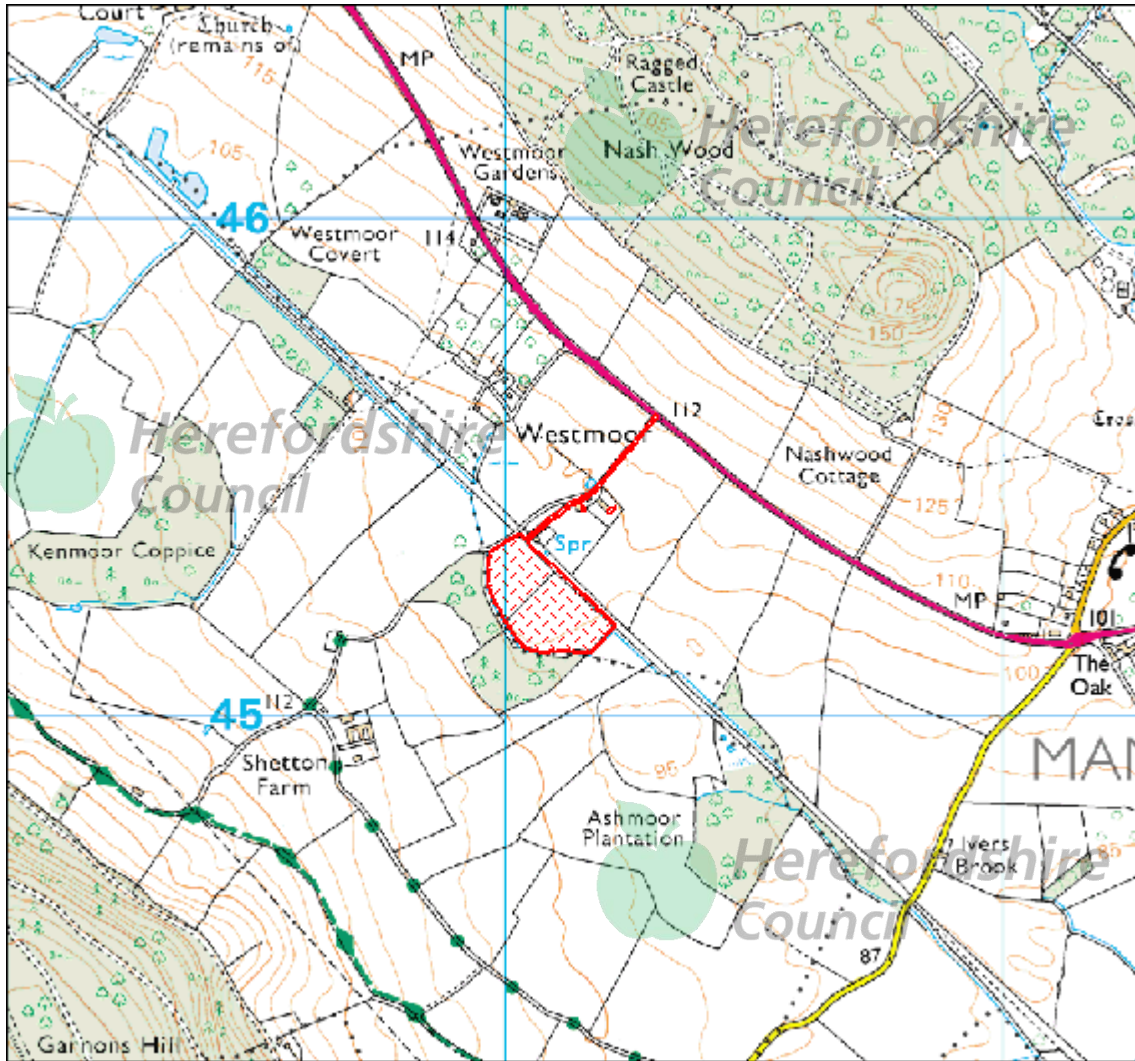 Court
Church
(remains of)
115
MP
Ragged
Castle
Herefordshire
Council
105
Westmoor
Gardens
Nash Wood
46
Westmoor
Covert
114
175
150
112
Herefordshire
Council
Westmoor
130
Nashwood
Cottage
125
Kenmoor Coppice
Spr
110
MP
101
100
The
Oak
45
112
Shetton
Farm
95
MAN
Ashmoor
Plantation
Herefordshire
Council
Ivers
Brook
85
87
Garnons Hill